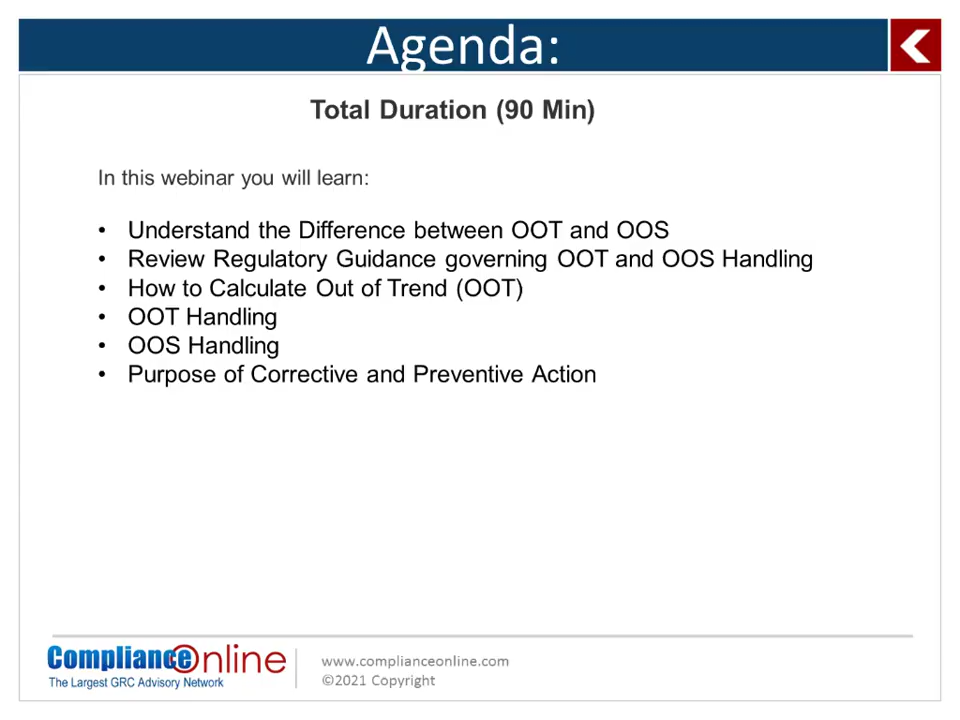 Agenda:
Total Duration (90 Min)
In this webinar you will learn:
• Understand the Difference between OOT and OOS
• Review Regulatory Guidance governing OOT and OOS Handling
• How to Calculate Out of Trend (OOT)
• OOT Handling
• OOS Handling
• Purpose of Corrective and Preventive Action
ComplianceOnline
The Largest GRC Advisory Network
www.complianceonline.com
©2021 Copyright